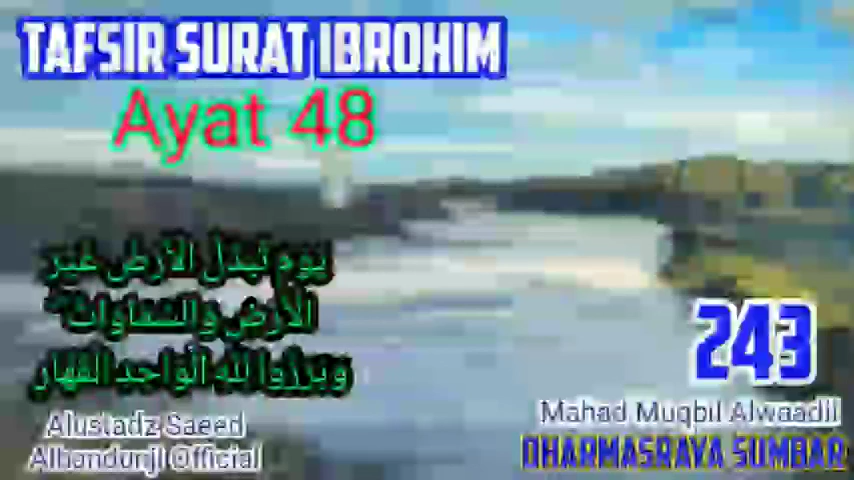 TAFSIR SURAT IBROHIM
Ayat 48
يوم تبدل الأرض غير
الأرض والسماوات
وبرزوا لله الواحد القهار
243
Alustadz Saeed
Alhandunji Official
Mahad Muqbil Alwaadii
DHARMASRAYA SUMBAR